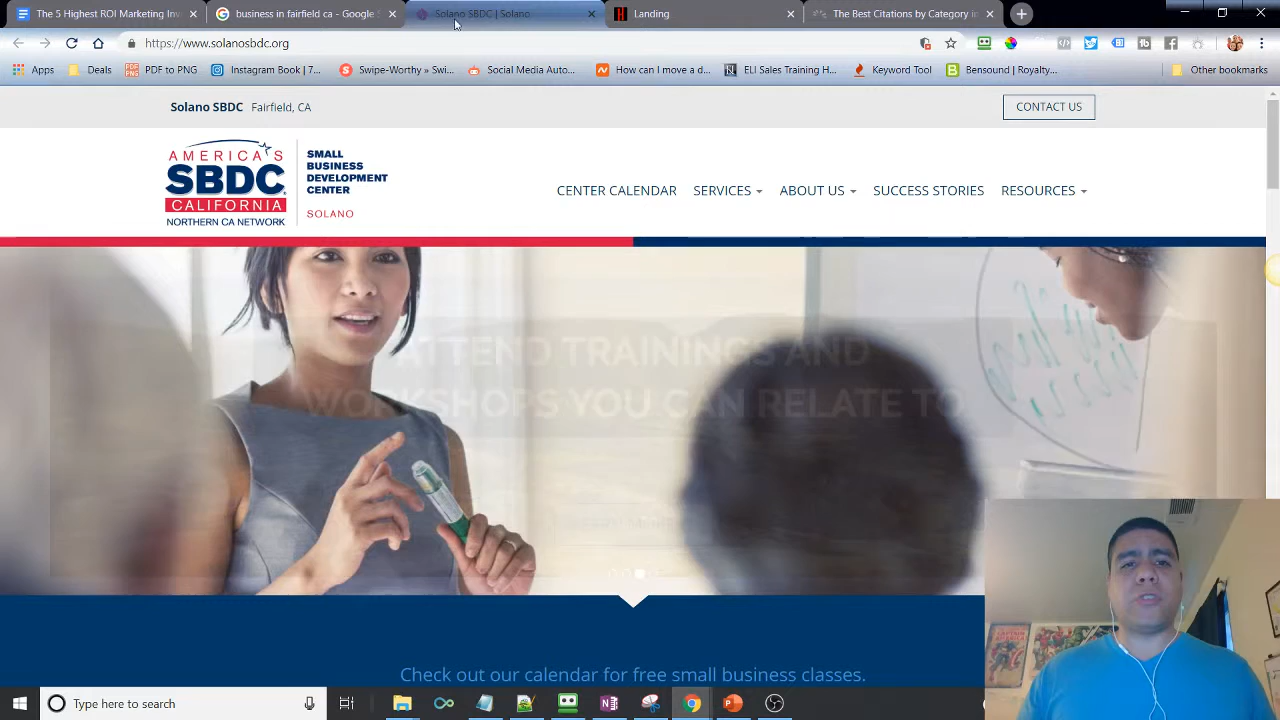 The 5 Highest ROI Marketing Inv
business in fairfield ca - Google S
Solano SBDC | Solano
Landing
The Best Citations by Category in
https://www.solanosbdc.org
Apps
Deals
PDF to PNG
Instagram Book | 7...
Swipe-Worthy » Swi...
Social Media Auto...
How can I move a d...
ELI Sales Training H...
Keyword Tool
Bensound | Royalty...
Other bookmarks
Solano SBDC Fairfield, CA
CONTACT US
AMERICA'S
SBDC
CALIFORNIA
NORTHERN CA NETWORK
SMALL
BUSINESS
DEVELOPMENT
CENTER
SOLANO
CENTER CALENDAR
SERVICES
ABOUT US
SUCCESS STORIES
RESOURCES
ATTEND TRAININGS AND
WORKSHOPS YOU CAN RELATE TO
Check out our calendar for free small business classes.
Type here to search